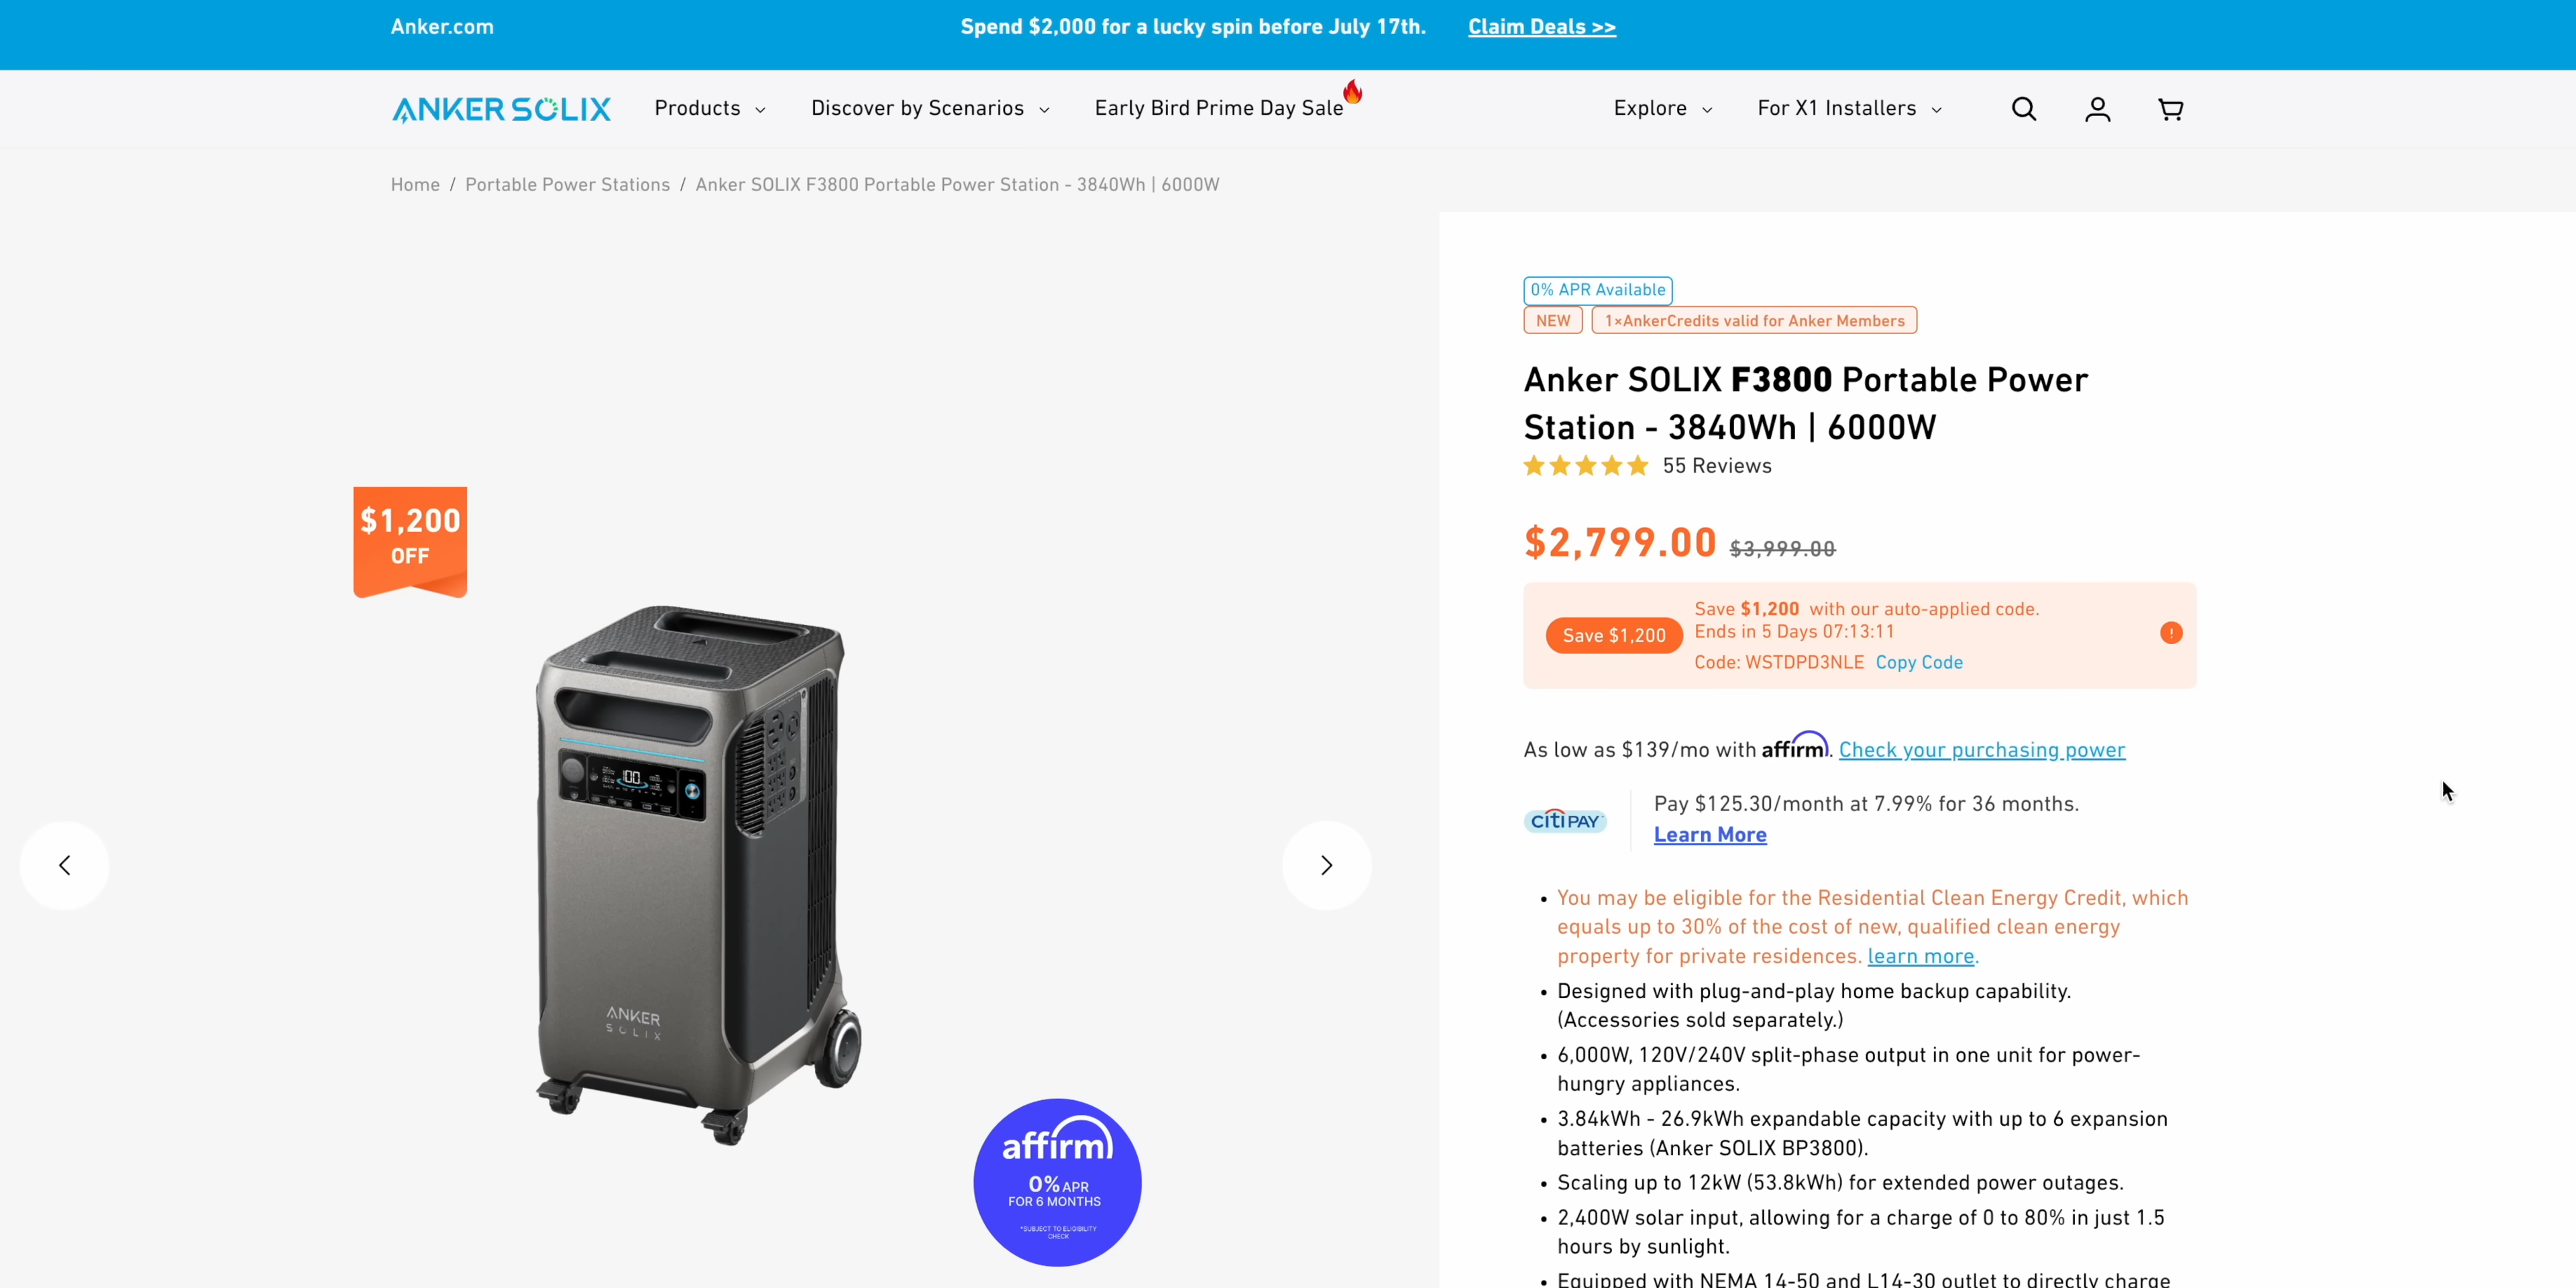 Anker.com
Spend $2,000 for a lucky spin before July 17th. Claim Deals >>
ANKER SOLIX
Products
Discover by Scenarios
Early Bird Prime Day Sale
Explore
For X1 Installers
Home / Portable Power Stations / Anker SOLIX F3800 Portable Power Station - 3840Wh | 6000W
$1,200
OFF
100
ANKER
SOLIX
affirm
0% APR
FOR 6 MONTHS
*SUBJECT TO ELIGIBILITY
CHECK
0% APR Available
NEW
1×AnkerCredits valid for Anker Members
Anker SOLIX F3800 Portable Power
Station - 3840Wh | 6000W
55 Reviews
$2,799.00 $3,999.00
Save $1,200
Save $1,200 with our auto-applied code.
Ends in 5 Days 07:13:11
Code: WSTDPD3NLE Copy Code
As low as $139/mo with affirm. Check your purchasing power
citi PAY
Pay $125.30/month at 7.99% for 36 months.
Learn More
• You may be eligible for the Residential Clean Energy Credit, which
equals up to 30% of the cost of new, qualified clean energy
property for private residences. learn more.
• Designed with plug-and-play home backup capability.
(Accessories sold separately.)
• 6,000W, 120V/240V split-phase output in one unit for power-
hungry appliances.
• 3.84kWh - 26.9kWh expandable capacity with up to 6 expansion
batteries (Anker SOLIX BP3800).
• Scaling up to 12kW (53.8kWh) for extended power outages.
• 2,400W solar input, allowing for a charge of 0 to 80% in just 1.5
hours by sunlight.
• Equipped with NEMA 14-50 and L14-30 outlet to directly charge